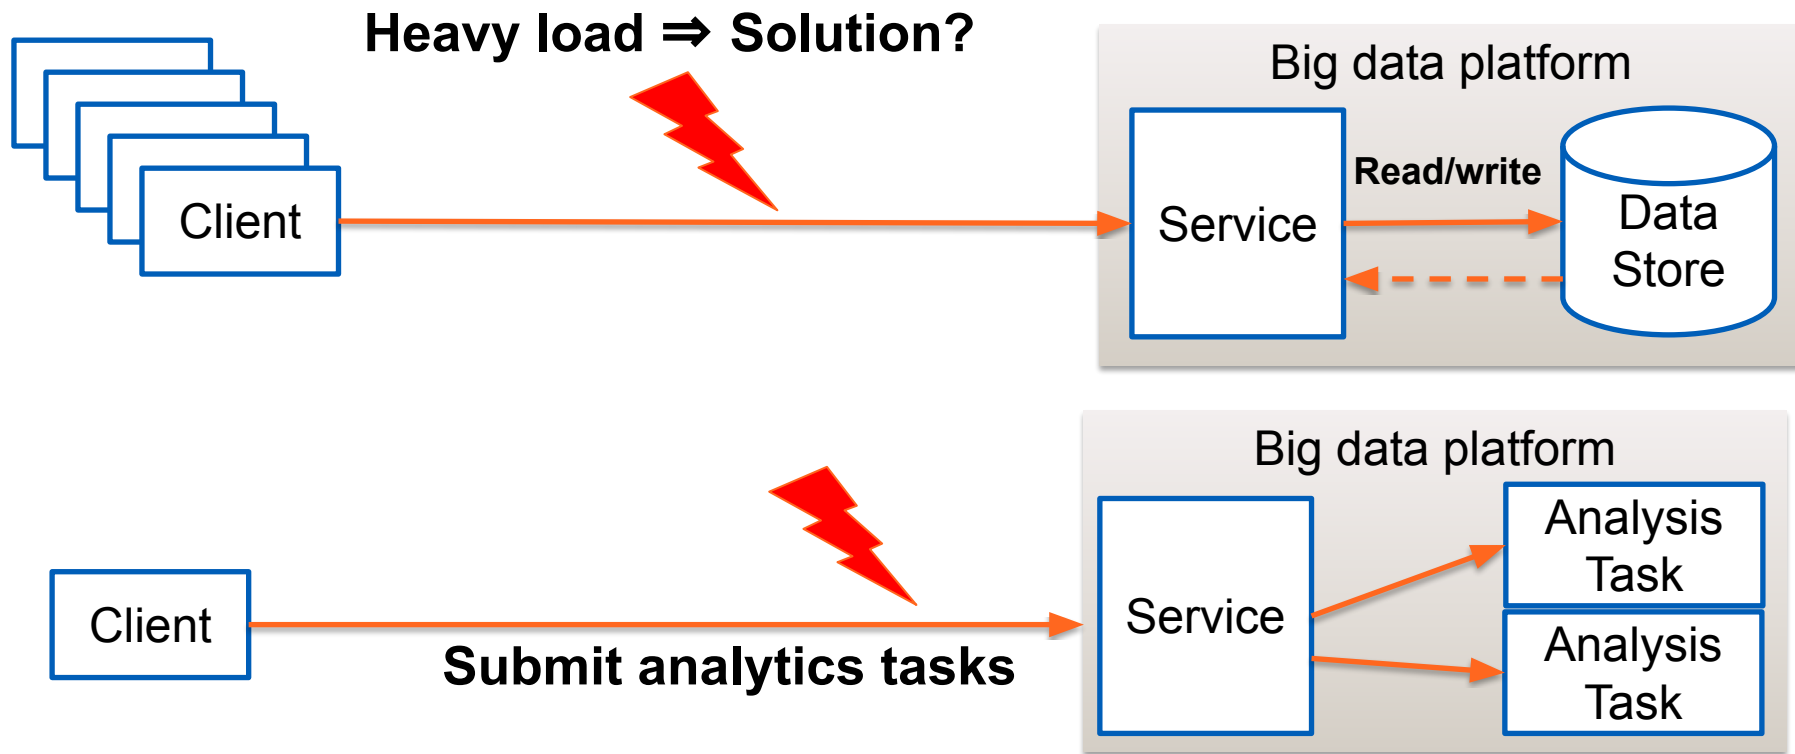 Heavy load ⇒ Solution?
Big data platform
Client
Service
Read/write
Data
Store
Big data platform
Client
Submit analytics tasks
Service
Analysis
Task
Analysis
Task